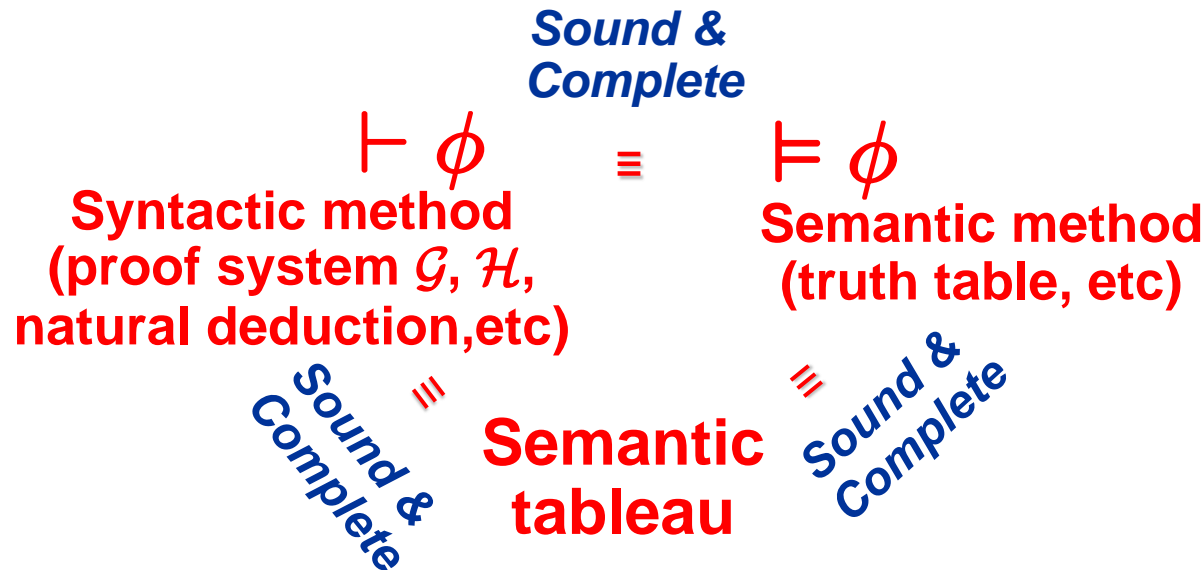 Sound &
Complete
⊢ ϕ ≡ ⊨ ϕ
Syntactic method
(proof system 𝒢, ℋ,
natural deduction,etc)
Semantic method
(truth table, etc)
Sound &
Complete
≡
Semantic
tableau
≡
Sound &
Complete